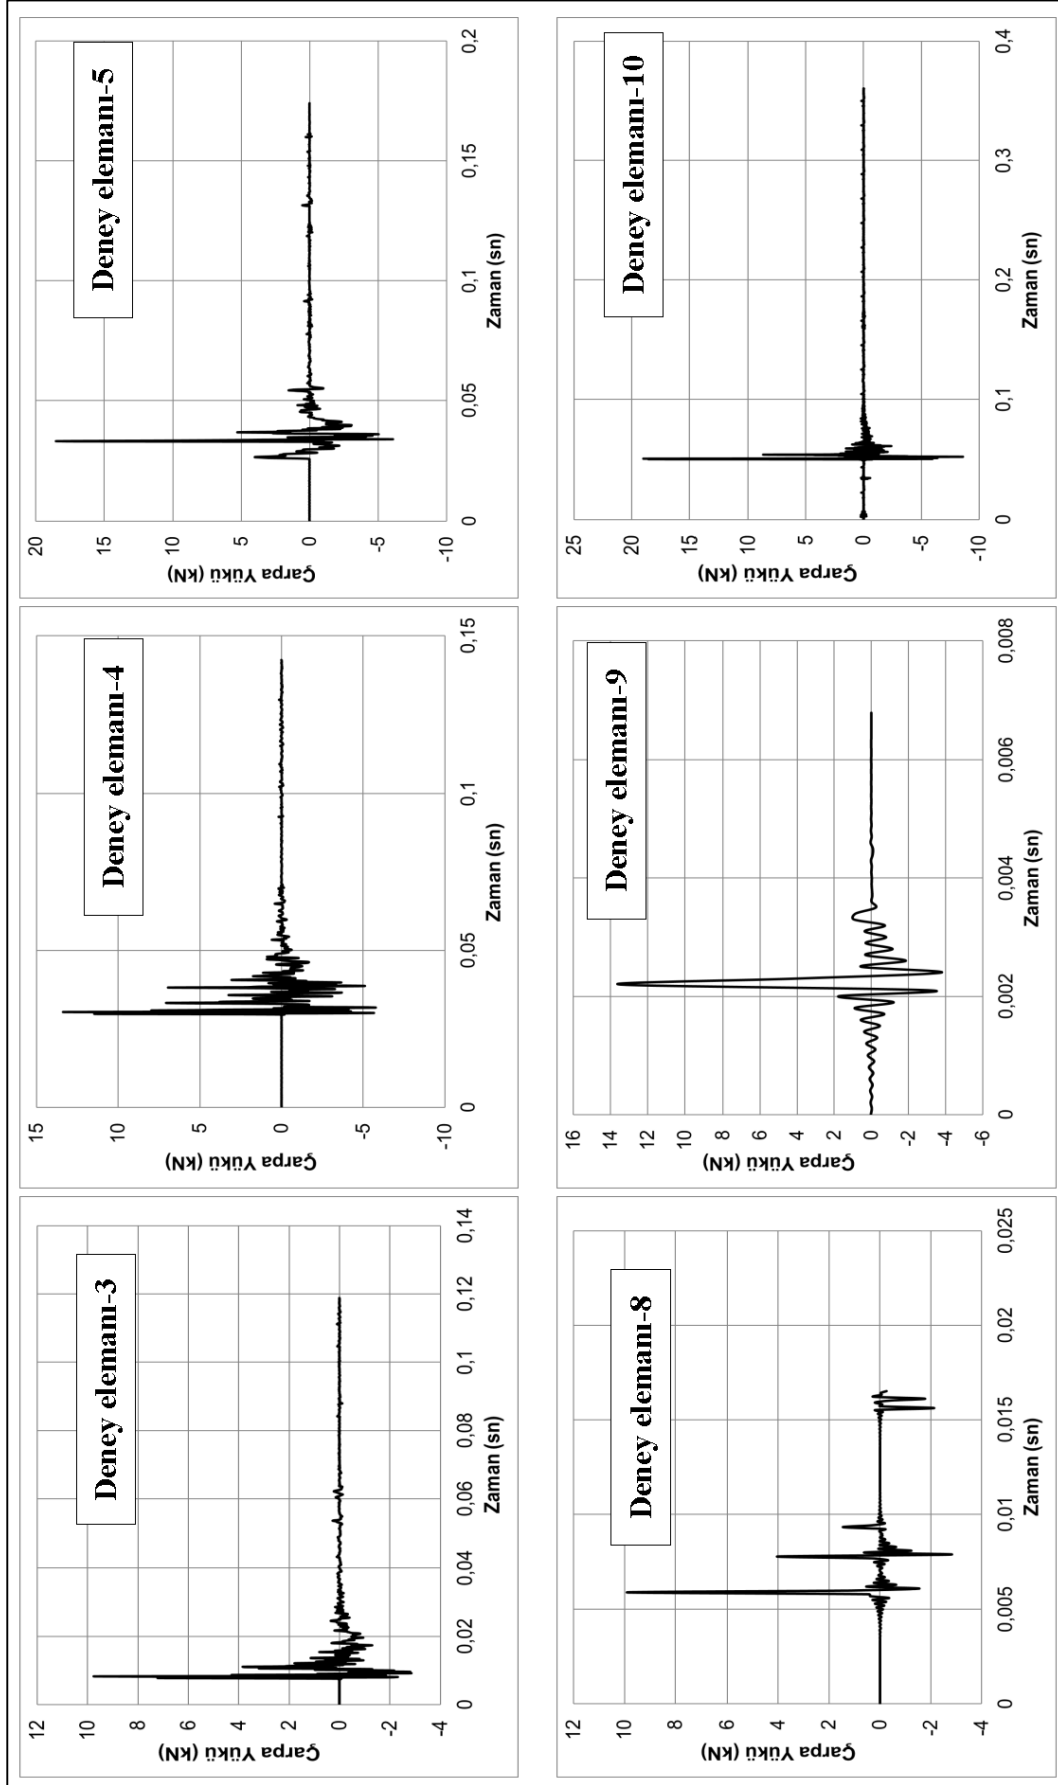 Deney elemanı-3
Çarpa Yükü (kN)
12
10
8
6
4
2
0
-2
-4
0 0,02 0,04 0,06 0,08 0,1 0,12 0,14
Zaman (sn)
Deney elemanı-4
Çarpa Yükü (kN)
15
10
5
0
-5
-10
0 0,05 0,1 0,15
Zaman (sn)
Deney elemanı-5
Çarpa Yükü (kN)
20
15
10
5
0
-5
-10
0 0,05 0,1 0,15 0,2
Zaman (sn)
Deney elemanı-8
Çarpa Yükü (kN)
12
10
8
6
4
2
0
-2
-4
0 0,005 0,01 0,015 0,02 0,025
Zaman (sn)
Deney elemanı-9
Çarpa Yükü (kN)
16
14
12
10
8
6
4
2
0
-2
-4
-6
0 0,002 0,004 0,006 0,008
Zaman (sn)
Deney elemanı-10
Çarpa Yükü (kN)
25
20
15
10
5
0
-5
-10
0 0,1 0,2 0,3 0,4
Zaman (sn)